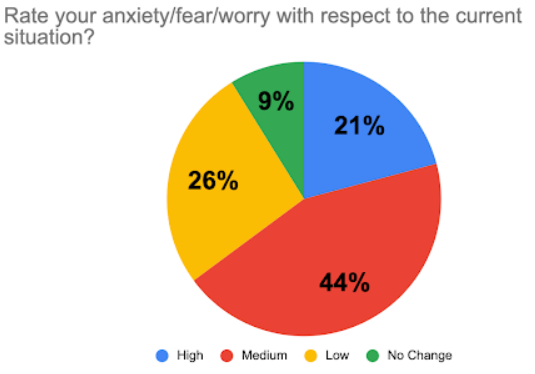 Rate your anxiety/fear/worry with respect to the current
situation?
9%
21%
26%
44%
High Medium Low No Change